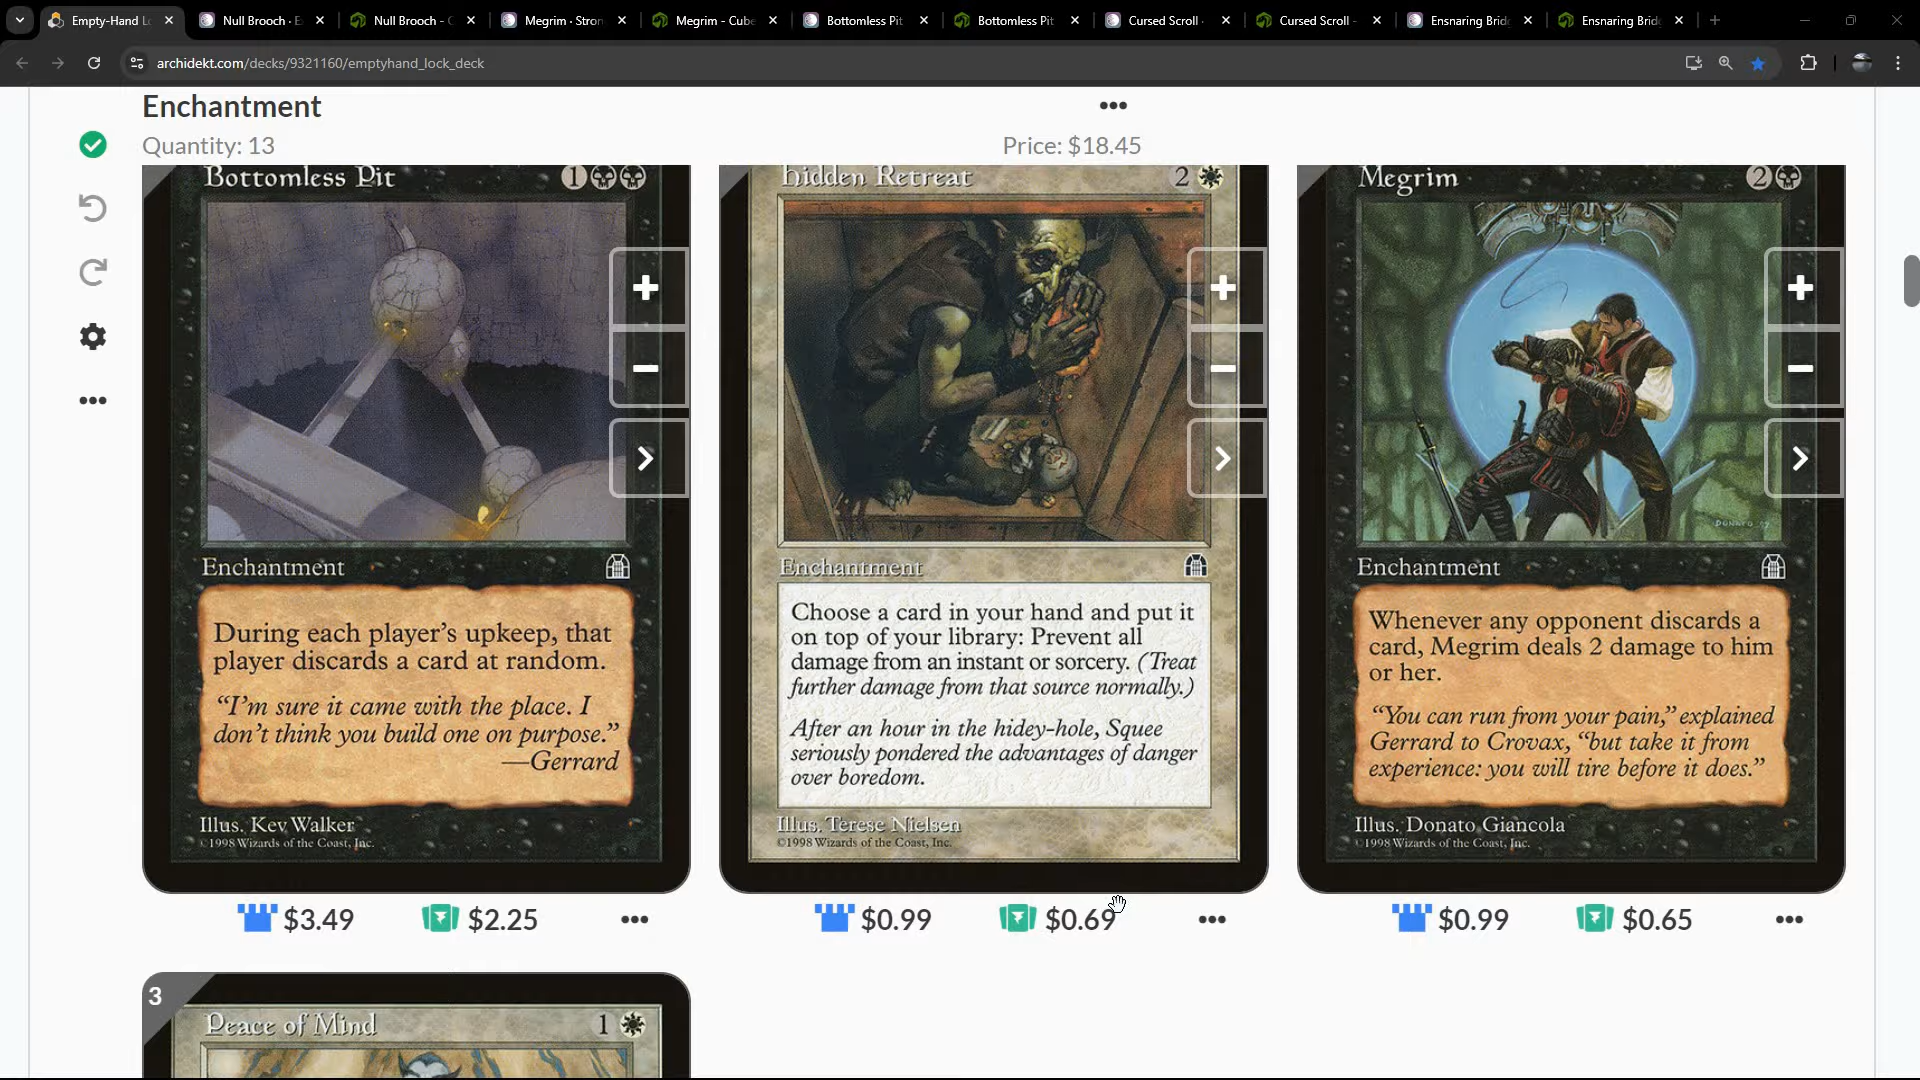 Empty-Hand Lo
Null Brooch · E
Null Brooch - C
Megrim · Stron
Megrim - Cube
Bottomless Pit
Bottomless Pit
Cursed Scroll ·
Cursed Scroll -
Ensnaring Brid
Ensnaring Brid
archidekt.com/decks/9321160/emptyhand_lock_deck
Enchantment
Quantity: 13
Price: $18.45
Bottomless Pit
1
Enchantment
During each player's upkeep, that
player discards a card at random.
"I'm sure it came with the place. I
don't think you build one on purpose."
—Gerrard
Illus. Kev Walker
©1998 Wizards of the Coast, Inc.
$3.49
$2.25
Hidden Retreat
2
Enchantment
Choose a card in your hand and put it
on top of your library: Prevent all
damage from an instant or sorcery. (Treat
further damage from that source normally.)
After an hour in the hidey-hole, Squee
seriously pondered the advantages of danger
over boredom.
Illus. Terese Nielsen
©1998 Wizards of the Coast, Inc.
$0.99
$0.69
Megrim
2
DONATO 97
Enchantment
Whenever any opponent discards a
card, Megrim deals 2 damage to him
or her.
"You can run from your pain," explained
Gerrard to Crovax, "but take it from
experience: you will tire before it does."
Illus. Donato Giancola
©1998 Wizards of the Coast, Inc.
$0.99
$0.65
3
Peace of Mind
1